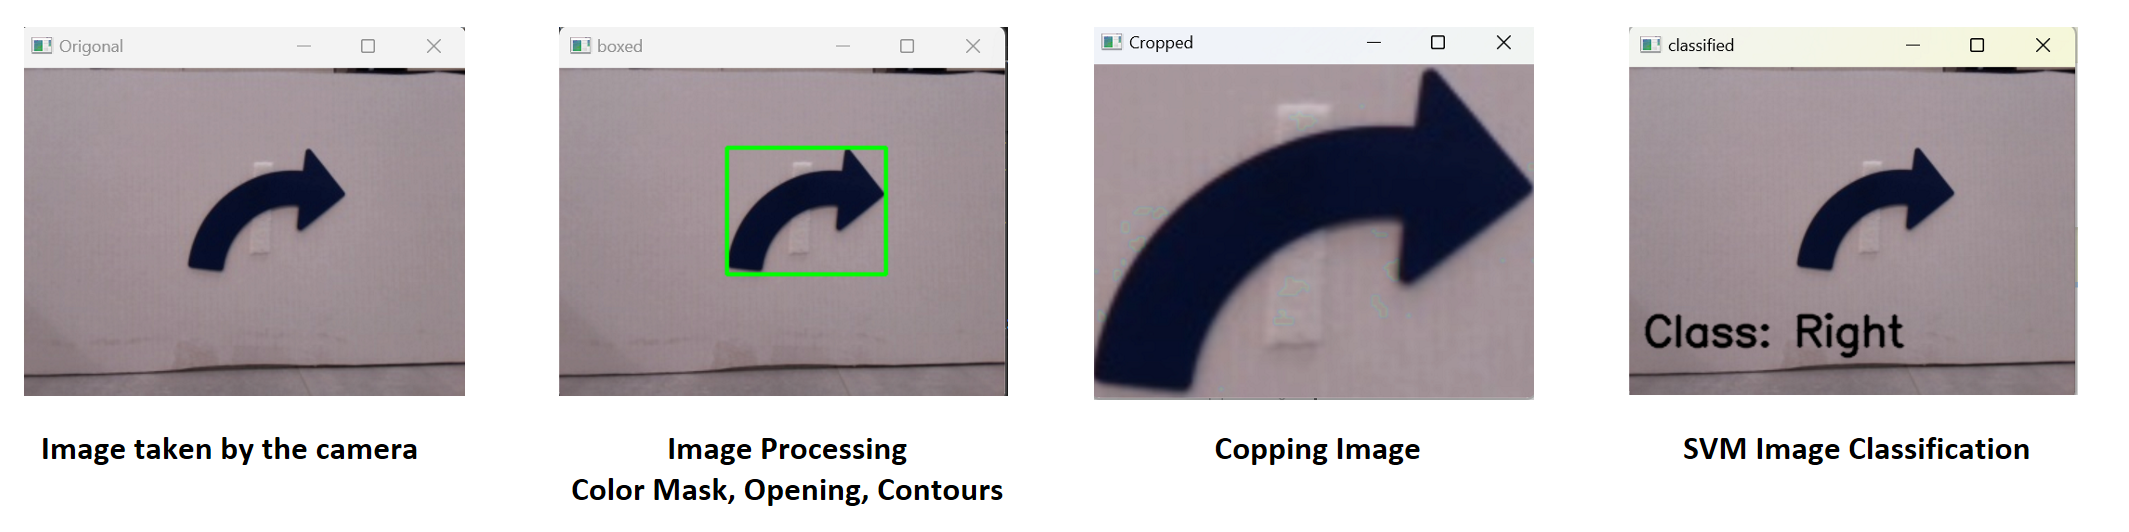 Origonal
boxed
Cropped
classified
Class: Right
Image taken by the camera
Image Processing
Color Mask, Opening, Contours
Copping Image
SVM Image Classification